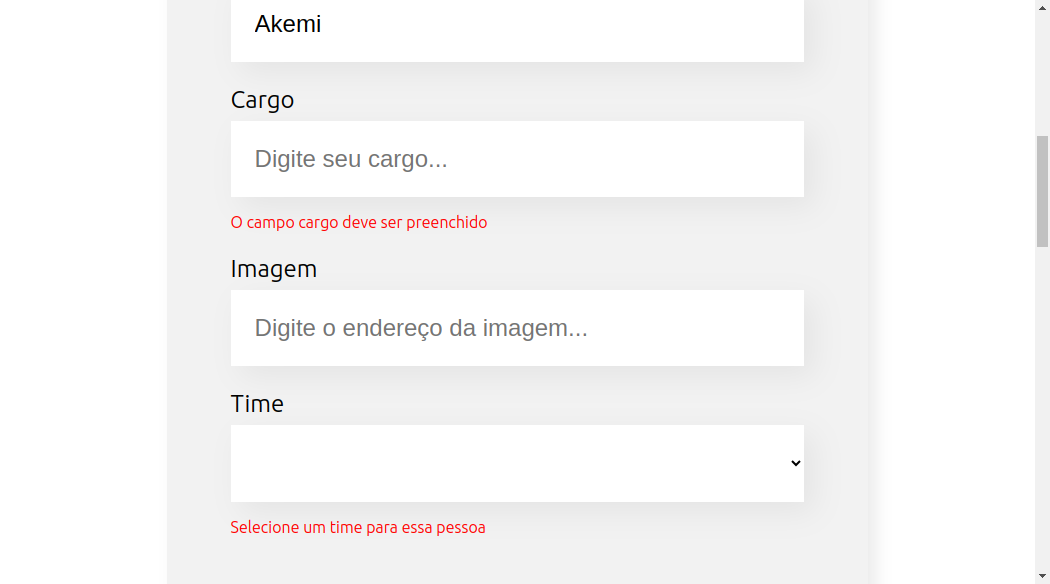 Akemi
Cargo
Digite seu cargo...
O campo cargo deve ser preenchido
Imagem
Digite o endereço da imagem...
Time
Selecione um time para essa pessoa